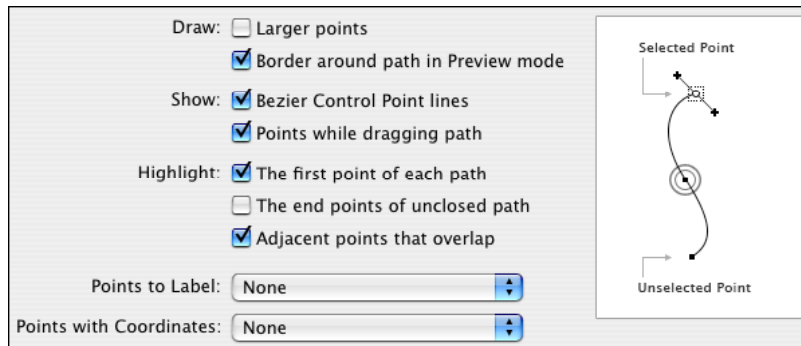 Draw: Larger points
Border around path in Preview mode
Show: Bezier Control Point lines
Points while dragging path
Highlight: The first point of each path
The end points of unclosed path
Adjacent points that overlap
Points to Label: None
Points with Coordinates: None
Selected Point
Unselected Point